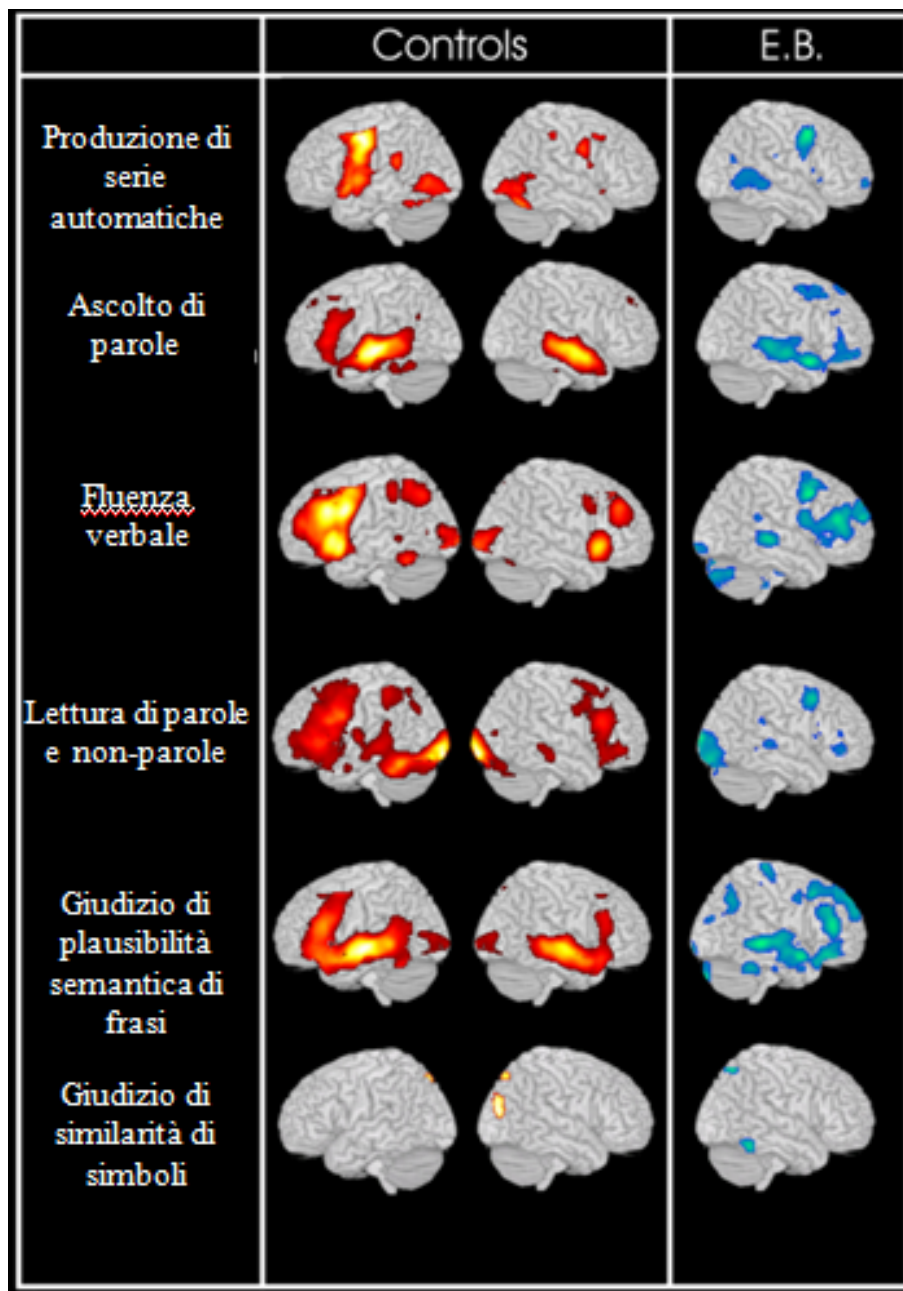 Controls
E.B.
Produzione di
serie
automatiche
Ascolto di
parole
Fluenza
verbale
Lettura di parole
e non-parole
Giudizio di
plausibilità
semantica di
frasi
Giudizio di
similarità di
simboli